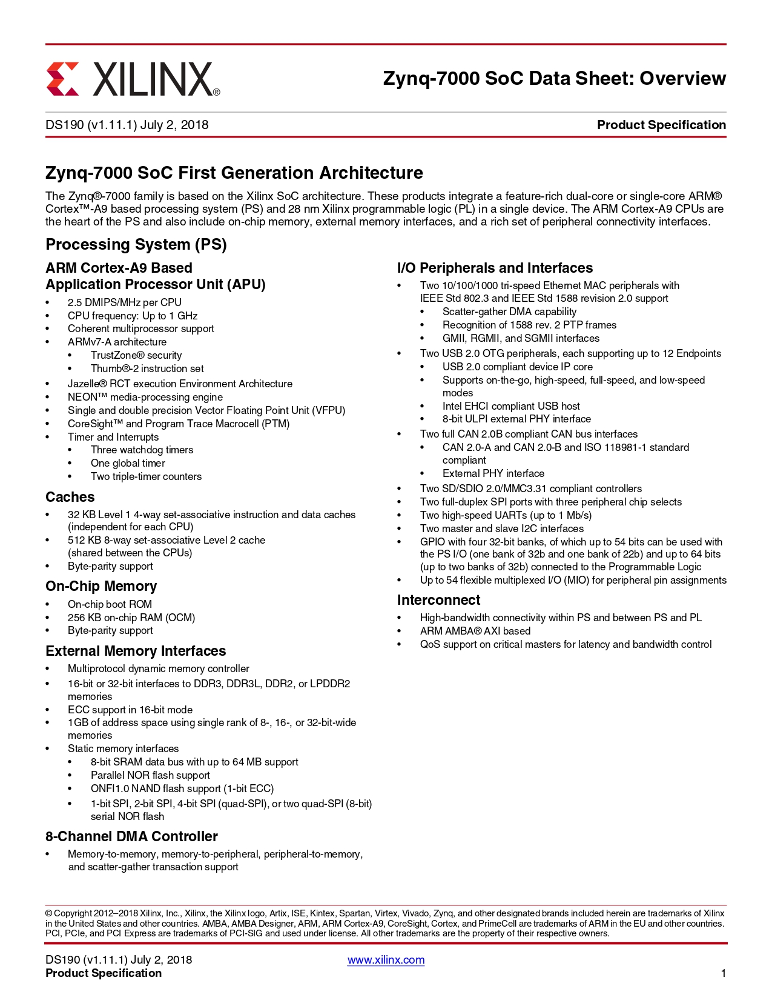 XILINX®
Zynq-7000 SoC Data Sheet: Overview
DS190 (v1.11.1) July 2, 2018
Product Specification
Zynq-7000 SoC First Generation Architecture
The Zynq®-7000 family is based on the Xilinx SoC architecture. These products integrate a feature-rich dual-core or single-core ARM®
Cortex™-A9 based processing system (PS) and 28 nm Xilinx programmable logic (PL) in a single device. The ARM Cortex-A9 CPUs are
the heart of the PS and also include on-chip memory, external memory interfaces, and a rich set of peripheral connectivity interfaces.
Processing System (PS)
ARM Cortex-A9 Based
Application Processor Unit (APU)
• 2.5 DMIPS/MHz per CPU
• CPU frequency: Up to 1 GHz
• Coherent multiprocessor support
• ARMv7-A architecture
• TrustZone® security
• Thumb®-2 instruction set
• Jazelle® RCT execution Environment Architecture
• NEON™ media-processing engine
• Single and double precision Vector Floating Point Unit (VFPU)
• CoreSight™ and Program Trace Macrocell (PTM)
• Timer and Interrupts
• Three watchdog timers
• One global timer
• Two triple-timer counters
Caches
• 32 KB Level 1 4-way set-associative instruction and data caches
(independent for each CPU)
• 512 KB 8-way set-associative Level 2 cache
(shared between the CPUs)
• Byte-parity support
On-Chip Memory
• On-chip boot ROM
• 256 KB on-chip RAM (OCM)
• Byte-parity support
External Memory Interfaces
• Multiprotocol dynamic memory controller
• 16-bit or 32-bit interfaces to DDR3, DDR3L, DDR2, or LPDDR2
memories
• ECC support in 16-bit mode
• 1GB of address space using single rank of 8-, 16-, or 32-bit-wide
memories
• Static memory interfaces
• 8-bit SRAM data bus with up to 64 MB support
• Parallel NOR flash support
• ONFI1.0 NAND flash support (1-bit ECC)
• 1-bit SPI, 2-bit SPI, 4-bit SPI (quad-SPI), or two quad-SPI (8-bit)
serial NOR flash
8-Channel DMA Controller
• Memory-to-memory, memory-to-peripheral, peripheral-to-memory,
and scatter-gather transaction support
I/O Peripherals and Interfaces
• Two 10/100/1000 tri-speed Ethernet MAC peripherals with
IEEE Std 802.3 and IEEE Std 1588 revision 2.0 support
• Scatter-gather DMA capability
• Recognition of 1588 rev. 2 PTP frames
• GMII, RGMII, and SGMII interfaces
• Two USB 2.0 OTG peripherals, each supporting up to 12 Endpoints
• USB 2.0 compliant device IP core
• Supports on-the-go, high-speed, full-speed, and low-speed
modes
• Intel EHCI compliant USB host
• 8-bit ULPI external PHY interface
• Two full CAN 2.0B compliant CAN bus interfaces
• CAN 2.0-A and CAN 2.0-B and ISO 118981-1 standard
compliant
• External PHY interface
• Two SD/SDIO 2.0/MMC3.31 compliant controllers
• Two full-duplex SPI ports with three peripheral chip selects
• Two high-speed UARTs (up to 1 Mb/s)
• Two master and slave I2C interfaces
• GPIO with four 32-bit banks, of which up to 54 bits can be used with
the PS I/O (one bank of 32b and one bank of 22b) and up to 64 bits
(up to two banks of 32b) connected to the Programmable Logic
• Up to 54 flexible multiplexed I/O (MIO) for peripheral pin assignments
Interconnect
• High-bandwidth connectivity within PS and between PS and PL
• ARM AMBA® AXI based
• QoS support on critical masters for latency and bandwidth control
© Copyright 2012–2018 Xilinx, Inc., Xilinx, the Xilinx logo, Artix, ISE, Kintex, Spartan, Virtex, Vivado, Zynq, and other designated brands included herein are trademarks of Xilinx
in the United States and other countries. AMBA, AMBA Designer, ARM, ARM Cortex-A9, CoreSight, Cortex, and PrimeCell are trademarks of ARM in the EU and other countries.
PCI, PCIe, and PCI Express are trademarks of PCI-SIG and used under license. All other trademarks are the property of their respective owners.
DS190 (v1.11.1) July 2, 2018
www.xilinx.com
Product Specification
1